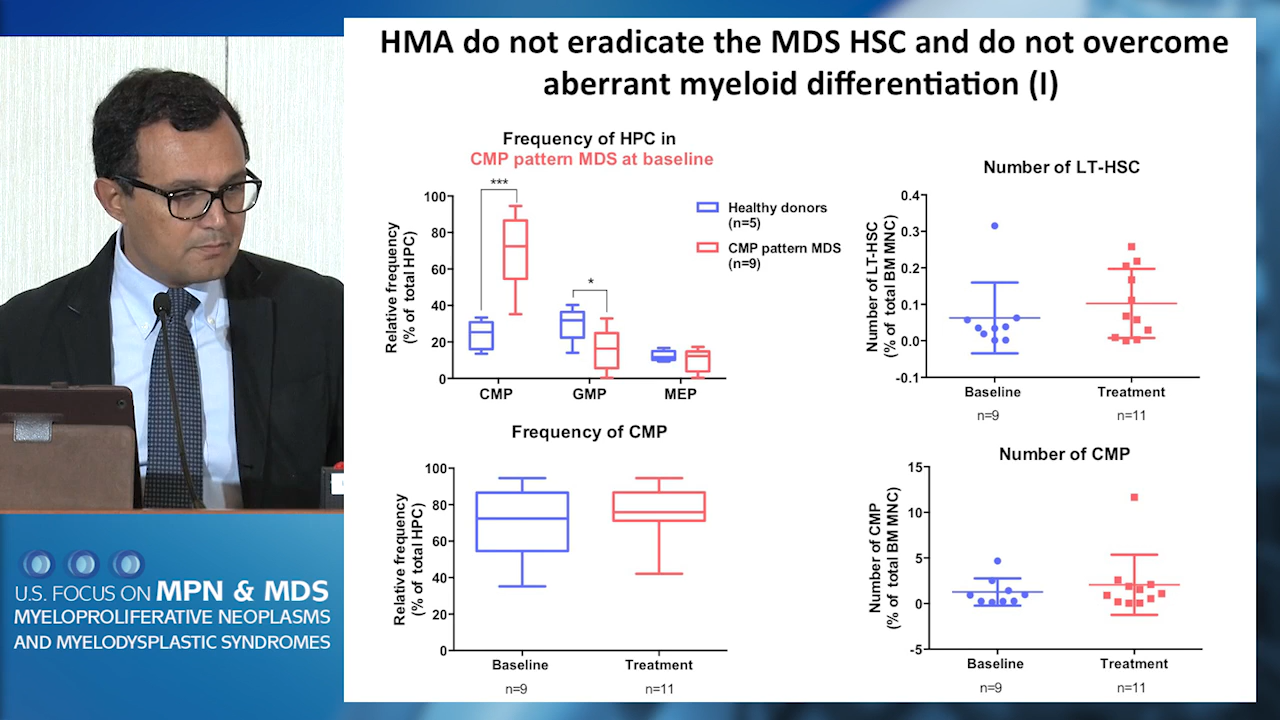 HMA do not eradicate the MDS HSC and do not overcome
aberrant myeloid differentiation (I)
Frequency of HPC in
CMP pattern MDS at baseline
Relative frequency
(% of total HPC)
100
80
60
40
20
0
***
*
CMP
GMP
MEP
Healthy donors
(n=5)
CMP pattern MDS
(n=9)
Number of LT-HSC
Number of LT-HSC
(% of total BM MNC)
0.4
0.3
0.2
0.1
0.0
-0.1
Baseline
Treatment
n=9
n=11
Frequency of CMP
Relative frequency
(% of total HPC)
100
80
60
40
20
0
Baseline
Treatment
n=9
n=11
Number of CMP
Number of CMP
(% of total BM MNC)
15
10
5
0
-5
Baseline
Treatment
n=9
n=11
U.S. FOCUS ON MPN & MDS
MYELOPROLIFERATIVE NEOPLASMS
AND MYELODYSPLASTIC SYNDROMES